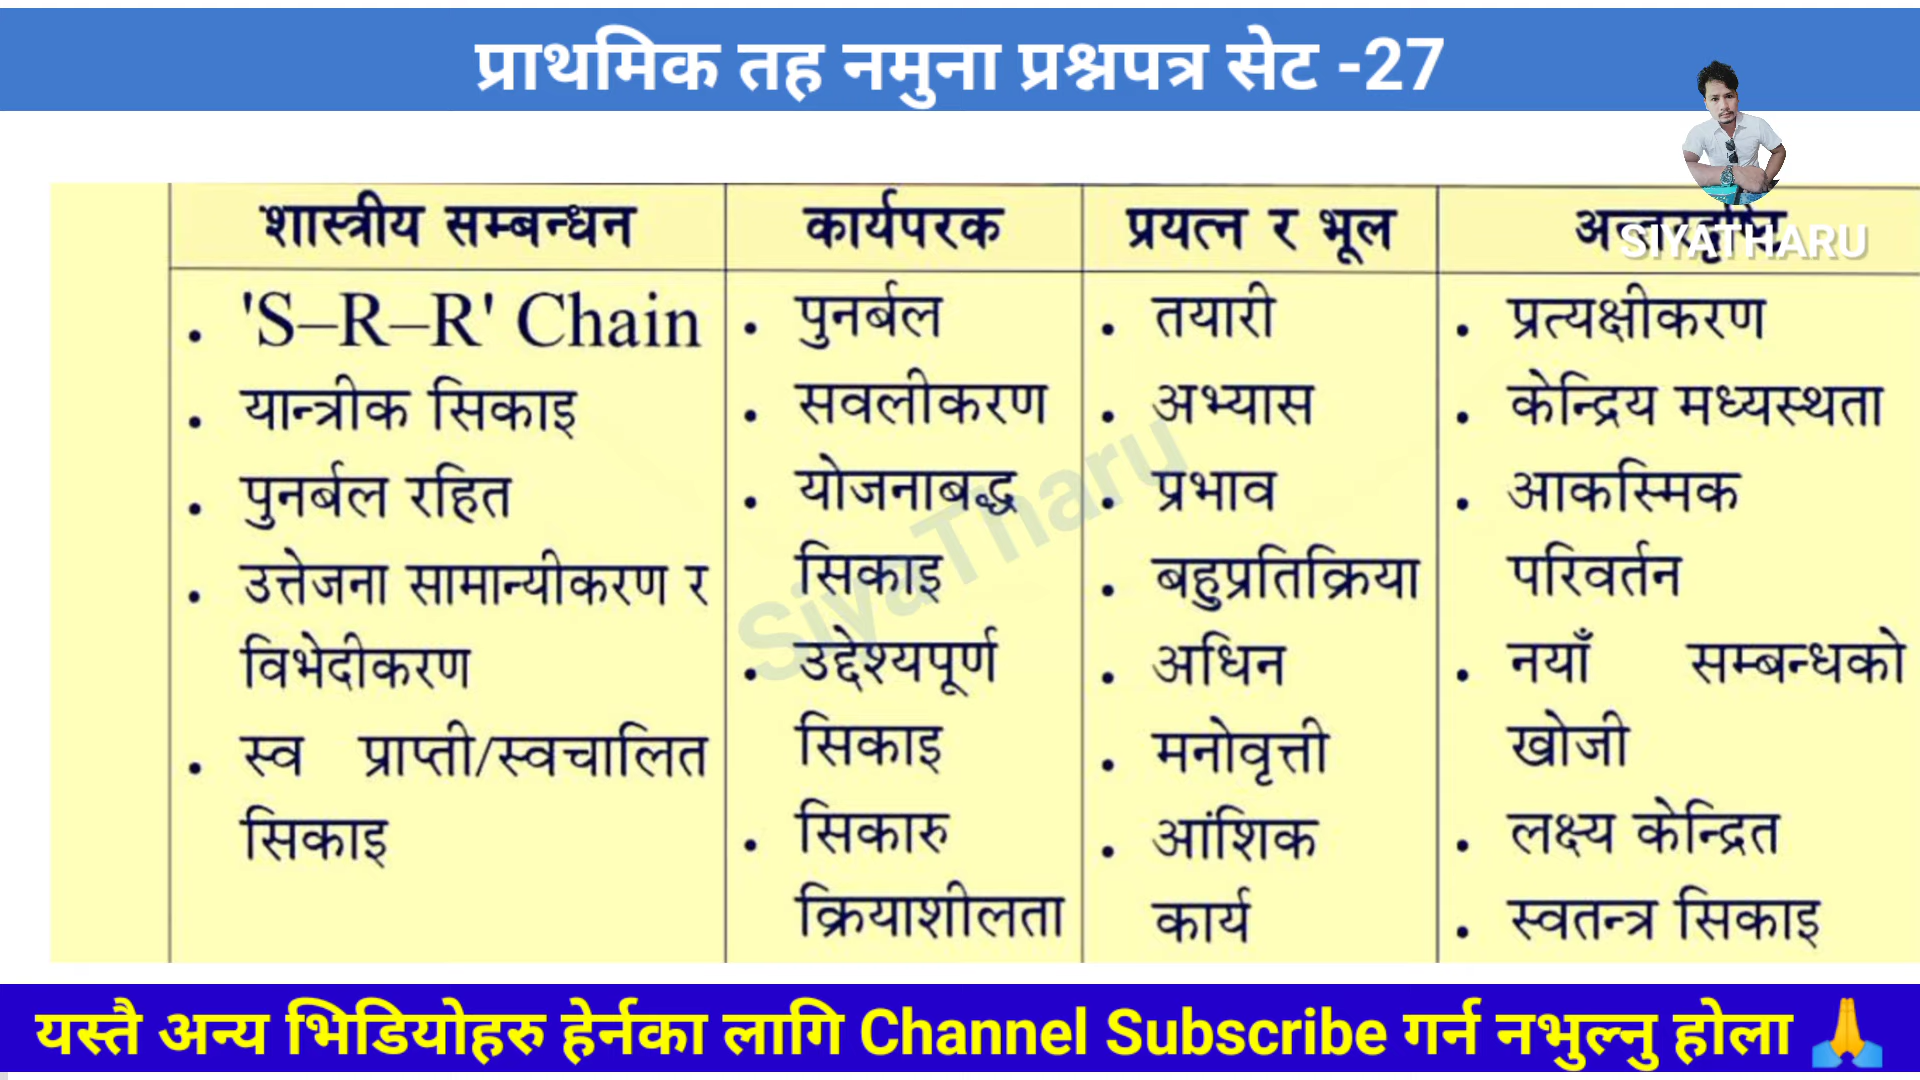 प्राथमिक तह नमुना प्रश्नपत्र सेट -27
SIYATHARU
शास्त्रीय सम्बन्धन
• 'S–R–R' Chain
• यान्त्रीक सिकाइ
• पुनर्बल रहित
• उत्तेजना सामान्यीकरण र
विभेदीकरण
• स्व प्राप्ती/स्वचालित
सिकाइ
कार्यपरक
• पुनर्बल
• सवलीकरण
• योजनाबद्ध
सिकाइ
• उद्देश्यपूर्ण
सिकाइ
• सिकारु
क्रियाशीलता
प्रयत्न र भूल
• तयारी
• अभ्यास
• प्रभाव
• बहुप्रतिक्रिया
• अधिन
• मनोवृत्ती
• आंशिक
कार्य
• प्रत्यक्षीकरण
• केन्द्रिय मध्यस्थता
• आकस्मिक
परिवर्तन
• नयाँ सम्बन्धको
खोजी
• लक्ष्य केन्द्रित
• स्वतन्त्र सिकाइ
SiyaTharu
यस्तै अन्य भिडियोहरु हेर्नका लागि Channel Subscribe गर्न नभुल्नु होला 🙏